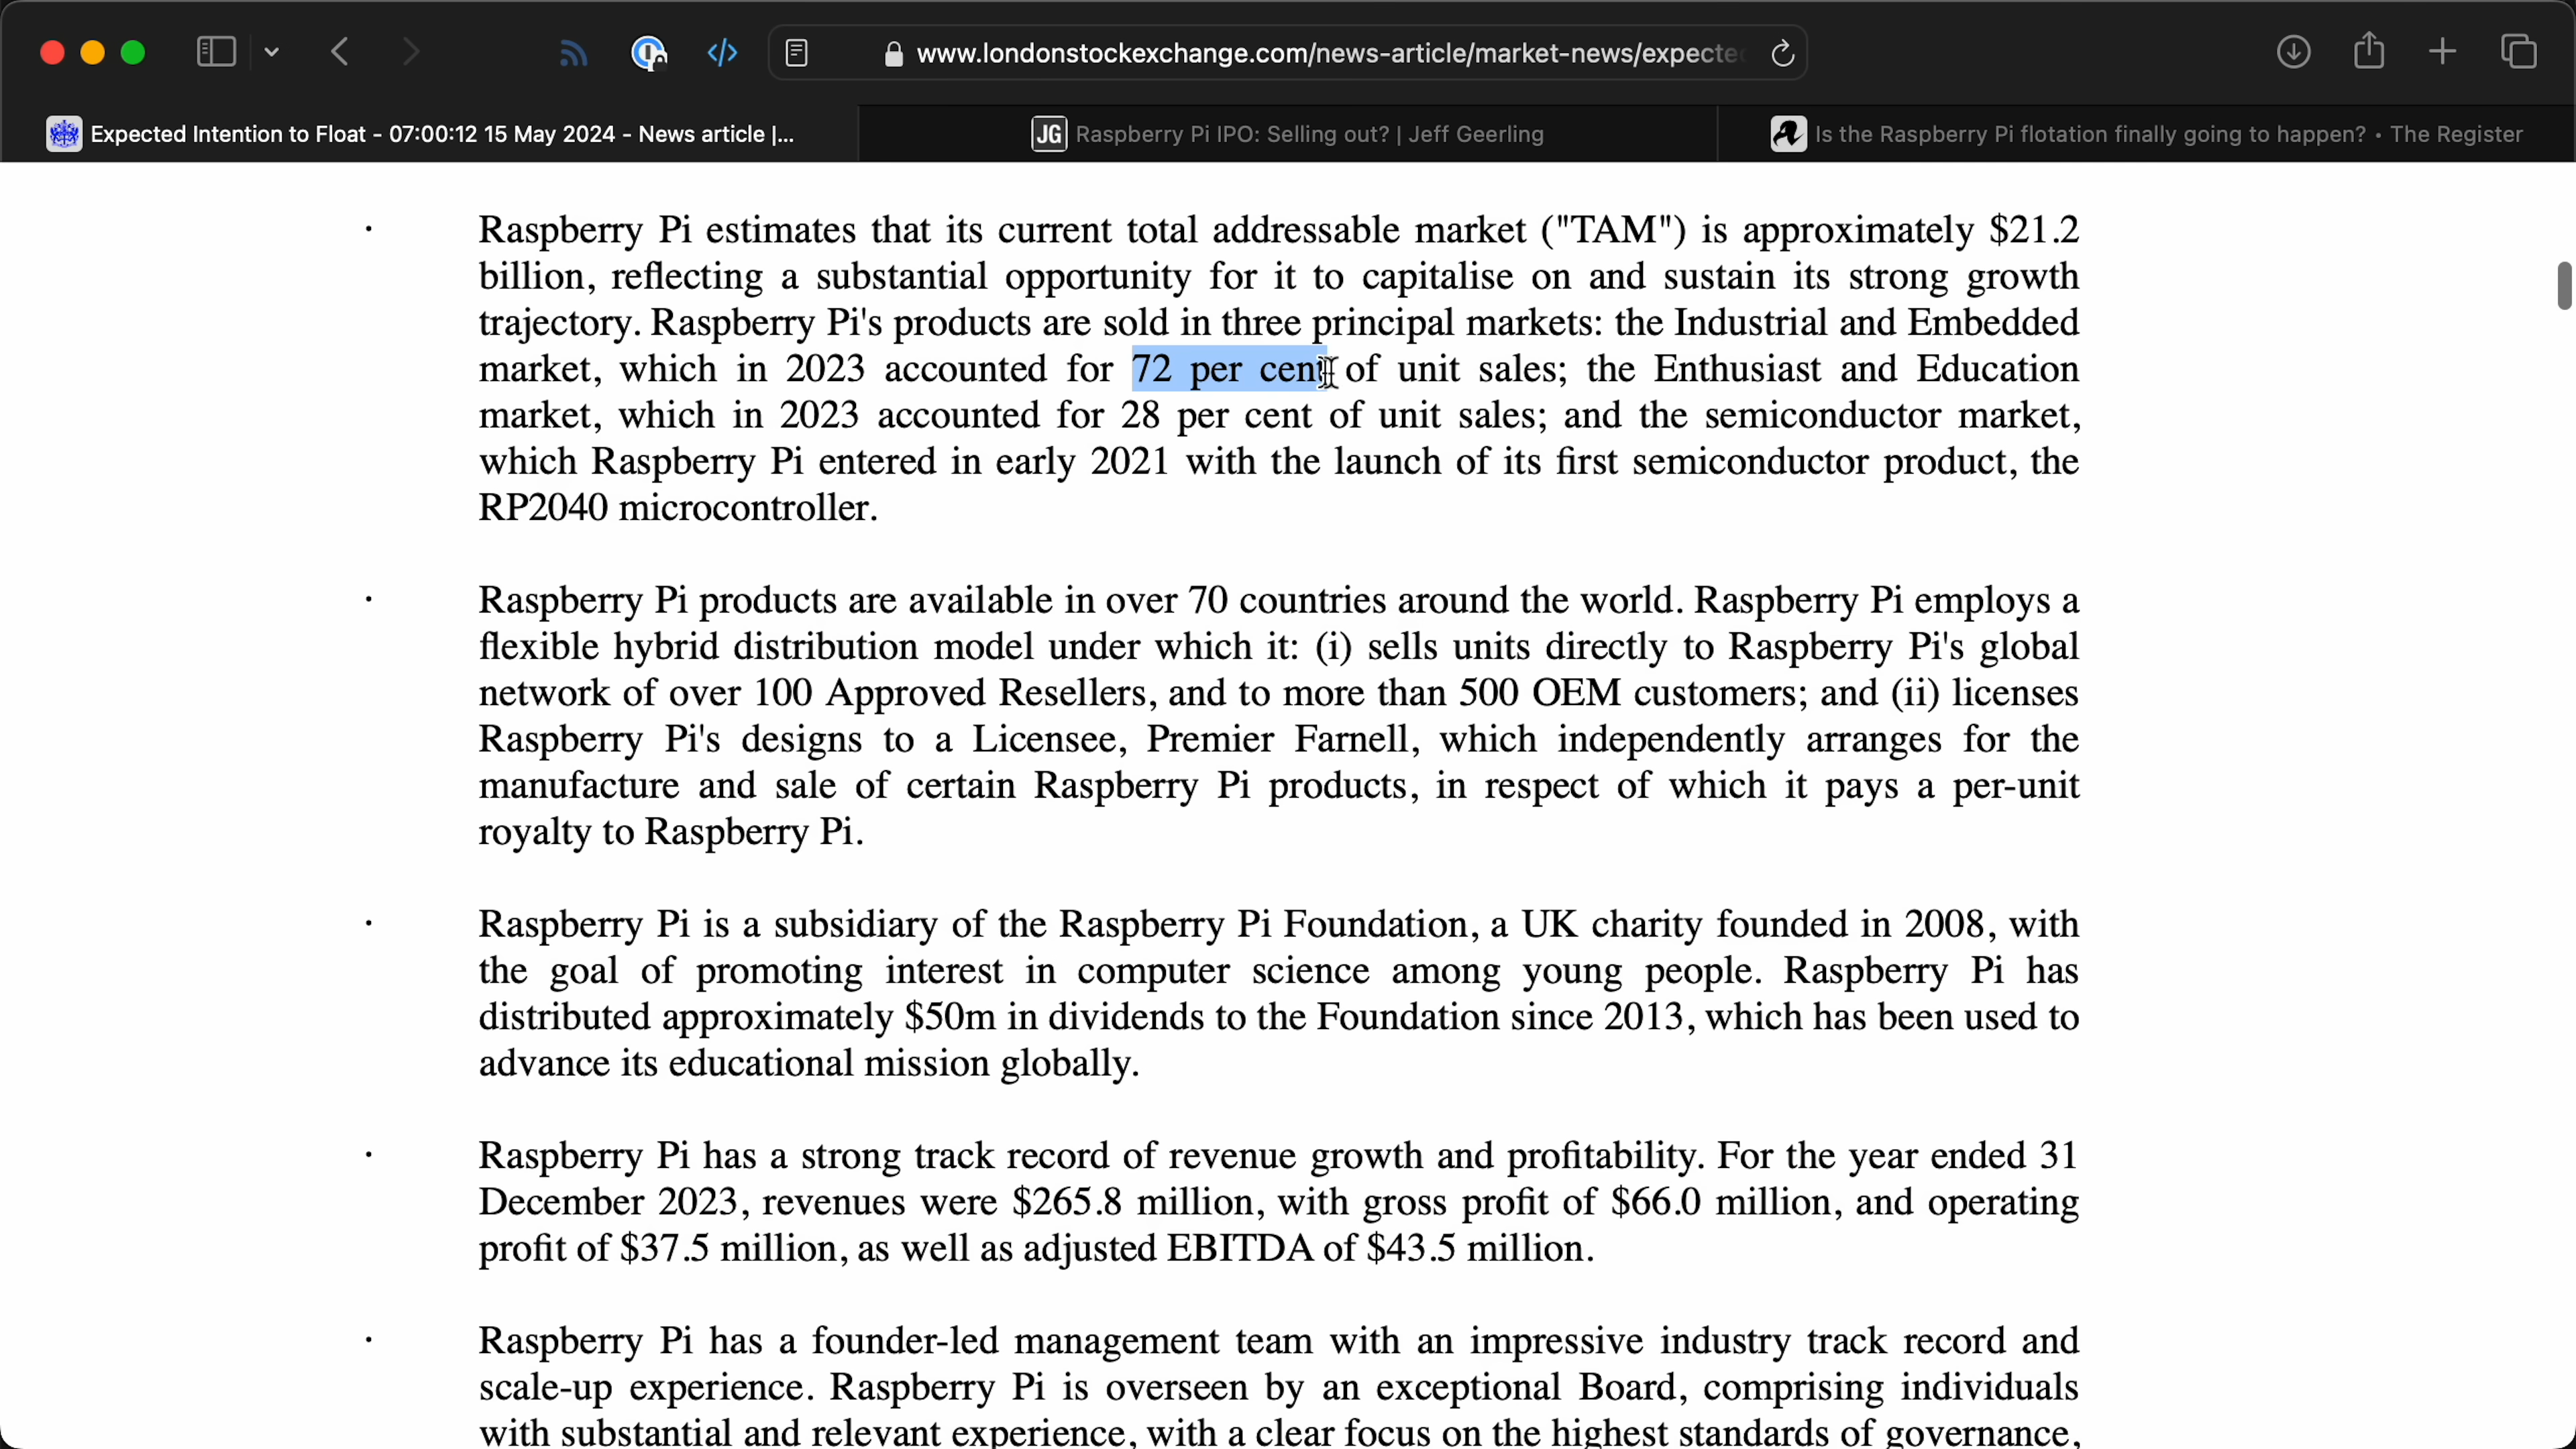 www.londonstockexchange.com/news-article/market-news/expecte
Expected Intention to Float - 07:00:12 15 May 2024 - News article |...
JG Raspberry Pi IPO: Selling out? | Jeff Geerling
Is the Raspberry Pi flotation finally going to happen? • The Register
· Raspberry Pi estimates that its current total addressable market ("TAM") is approximately $21.2
billion, reflecting a substantial opportunity for it to capitalise on and sustain its strong growth
trajectory. Raspberry Pi's products are sold in three principal markets: the Industrial and Embedded
market, which in 2023 accounted for 72 per cent of unit sales; the Enthusiast and Education
market, which in 2023 accounted for 28 per cent of unit sales; and the semiconductor market,
which Raspberry Pi entered in early 2021 with the launch of its first semiconductor product, the
RP2040 microcontroller.
· Raspberry Pi products are available in over 70 countries around the world. Raspberry Pi employs a
flexible hybrid distribution model under which it: (i) sells units directly to Raspberry Pi's global
network of over 100 Approved Resellers, and to more than 500 OEM customers; and (ii) licenses
Raspberry Pi's designs to a Licensee, Premier Farnell, which independently arranges for the
manufacture and sale of certain Raspberry Pi products, in respect of which it pays a per-unit
royalty to Raspberry Pi.
· Raspberry Pi is a subsidiary of the Raspberry Pi Foundation, a UK charity founded in 2008, with
the goal of promoting interest in computer science among young people. Raspberry Pi has
distributed approximately $50m in dividends to the Foundation since 2013, which has been used to
advance its educational mission globally.
· Raspberry Pi has a strong track record of revenue growth and profitability. For the year ended 31
December 2023, revenues were $265.8 million, with gross profit of $66.0 million, and operating
profit of $37.5 million, as well as adjusted EBITDA of $43.5 million.
· Raspberry Pi has a founder-led management team with an impressive industry track record and
scale-up experience. Raspberry Pi is overseen by an exceptional Board, comprising individuals
with substantial and relevant experience, with a clear focus on the highest standards of governance,